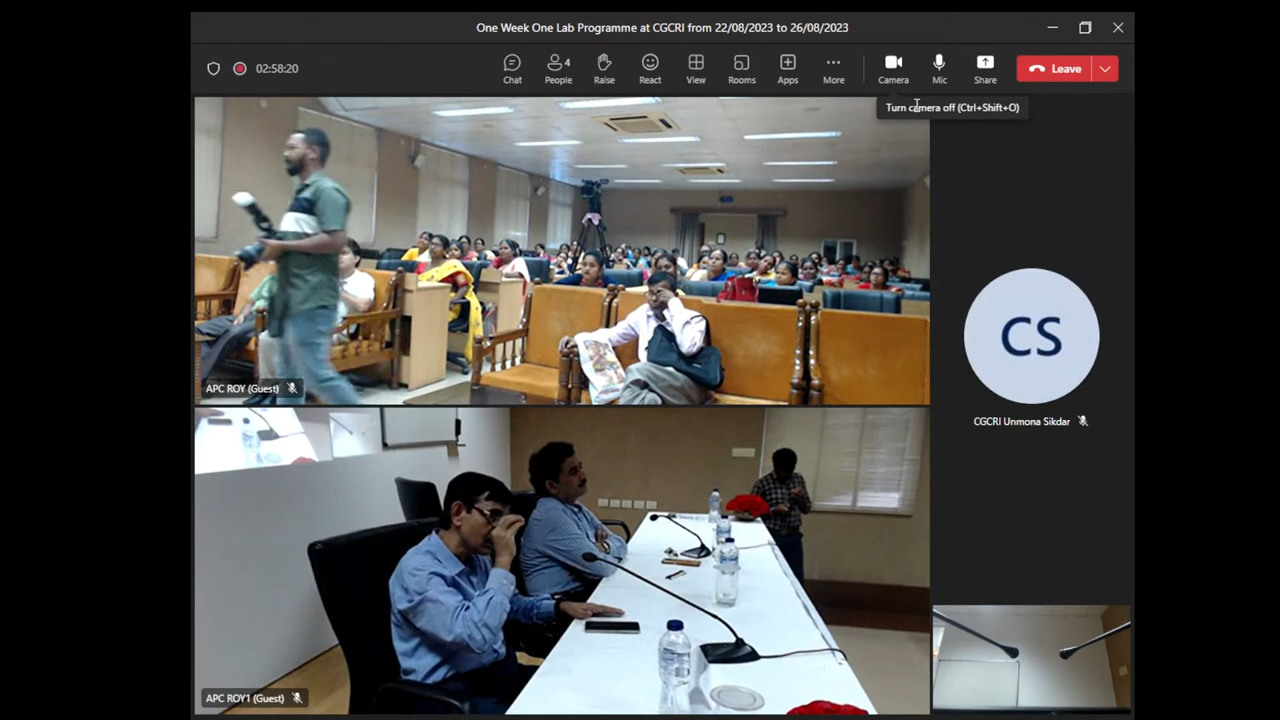 One Week One Lab Programme at CGCRI from 22/08/2023 to 26/08/2023
02:58:20
Chat
People 4
Raise
React
View
Rooms
Apps
More
Camera
Mic
Share
Leave
Turn camera off (Ctrl+Shift+O)
APC ROY (Guest)
CS
CGCRI Unmona Sikdar
APC ROY1 (Guest)